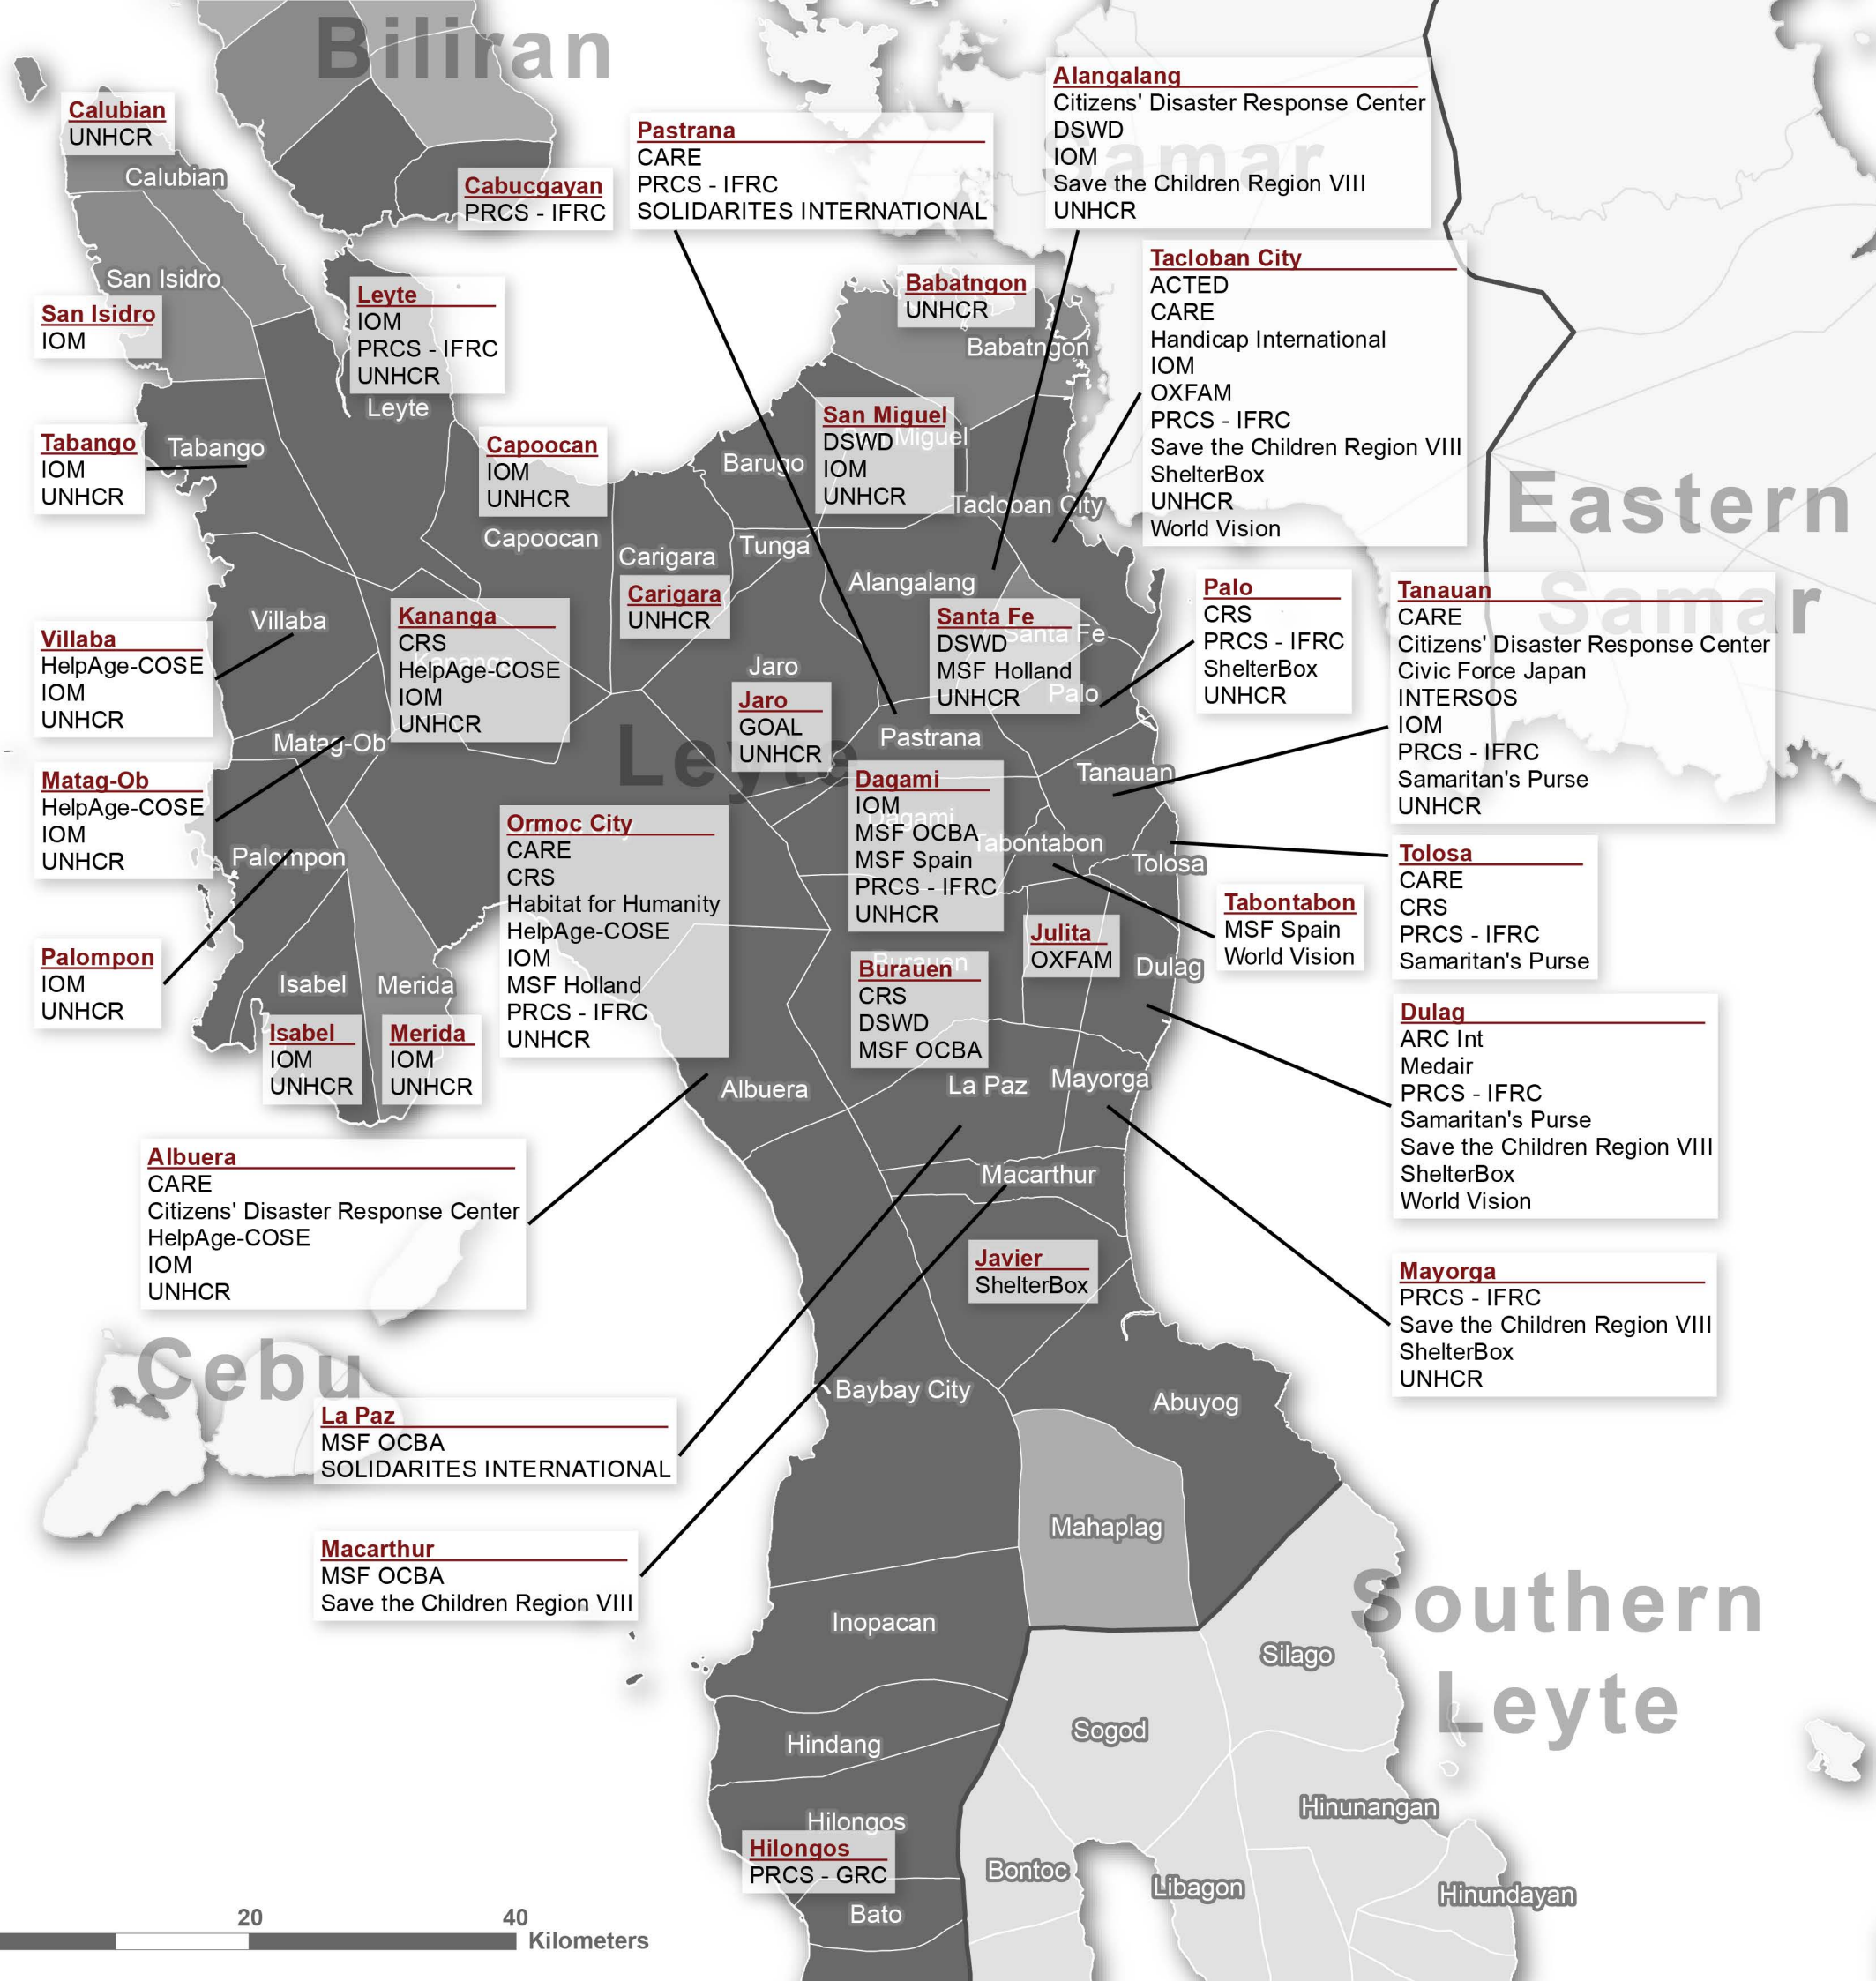 Biliran
Calubian
UNHCR
Calubian
Cabucgayan
PRCS - IFRC
Pastrana
CARE
PRCS - IFRC
SOLIDARITES INTERNATIONAL
Alangalang
Citizens' Disaster Response Center
DSWD
IOM
Save the Children Region VIII
UNHCR
Samar
San Isidro
San Isidro
IOM
Leyte
IOM
PRCS - IFRC
UNHCR
Leyte
Babatngon
UNHCR
Babatngon
Tacloban City
ACTED
CARE
Handicap International
IOM
OXFAM
PRCS - IFRC
Save the Children Region VIII
ShelterBox
UNHCR
World Vision
Tabango
IOM
UNHCR
Tabango
Capoocan
IOM
UNHCR
Capoocan
Barugo
San Miguel
DSWD
IOM
UNHCR
Miguel
Tacloban City
Eastern
Samar
Carigara
Carigara
UNHCR
Tunga
Alangalang
Villaba
HelpAge-COSE
IOM
UNHCR
Villaba
Kananga
CRS
HelpAge-COSE
IOM
UNHCR
Kananga
Jaro
Jaro
GOAL
UNHCR
Santa Fe
DSWD
MSF Holland
UNHCR
Santa Fe
Palo
Palo
CRS
PRCS - IFRC
ShelterBox
UNHCR
Tanauan
CARE
Citizens' Disaster Response Center
Civic Force Japan
INTERSOS
IOM
PRCS - IFRC
Samaritan's Purse
UNHCR
Matag-Ob
HelpAge-COSE
IOM
UNHCR
Matag-Ob
Leyte
Pastrana
Tanauan
Dagami
IOM
MSF OCBA
MSF Spain
PRCS - IFRC
UNHCR
Dagami
Tabontabon
Tolosa
Tolosa
CARE
CRS
PRCS - IFRC
Samaritan's Purse
Tabontabon
MSF Spain
World Vision
Palompon
Palompon
IOM
UNHCR
Ormoc City
CARE
CRS
Habitat for Humanity
HelpAge-COSE
IOM
MSF Holland
PRCS - IFRC
UNHCR
Julita
OXFAM
Dulag
Burauen
Burauen
CRS
DSWD
MSF OCBA
Isabel
Merida
Isabel
IOM
UNHCR
Merida
IOM
UNHCR
Dulag
ARC Int
Medair
PRCS - IFRC
Samaritan's Purse
Save the Children Region VIII
ShelterBox
World Vision
Albuera
La Paz
Mayorga
Albuera
CARE
Citizens' Disaster Response Center
HelpAge-COSE
IOM
UNHCR
Macarthur
Javier
ShelterBox
Mayorga
PRCS - IFRC
Save the Children Region VIII
ShelterBox
UNHCR
Cebu
La Paz
MSF OCBA
SOLIDARITES INTERNATIONAL
Baybay City
Abuyog
Macarthur
MSF OCBA
Save the Children Region VIII
Mahaplag
Inopacan
Southern
Leyte
Silago
Sogod
Hindang
Hinunangan
Hilongos
Hilongos
PRCS - GRC
Bontoc
Libagon
Hinundayan
Bato
20
40
Kilometers